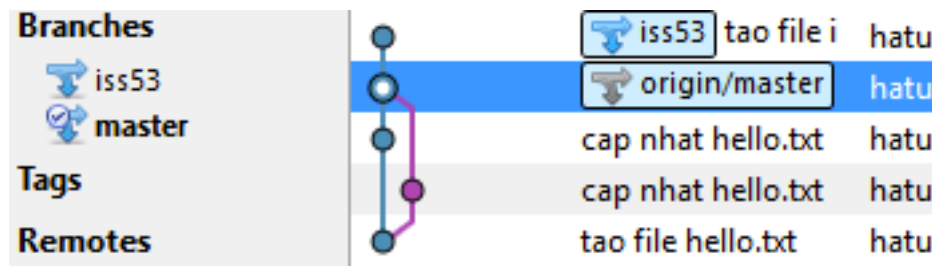 Branches
iss53
master
Tags
Remotes
iss53 tao file i hatu
origin/master hatu
cap nhat hello.txt hatu
cap nhat hello.txt hatu
tao file hello.txt hatu